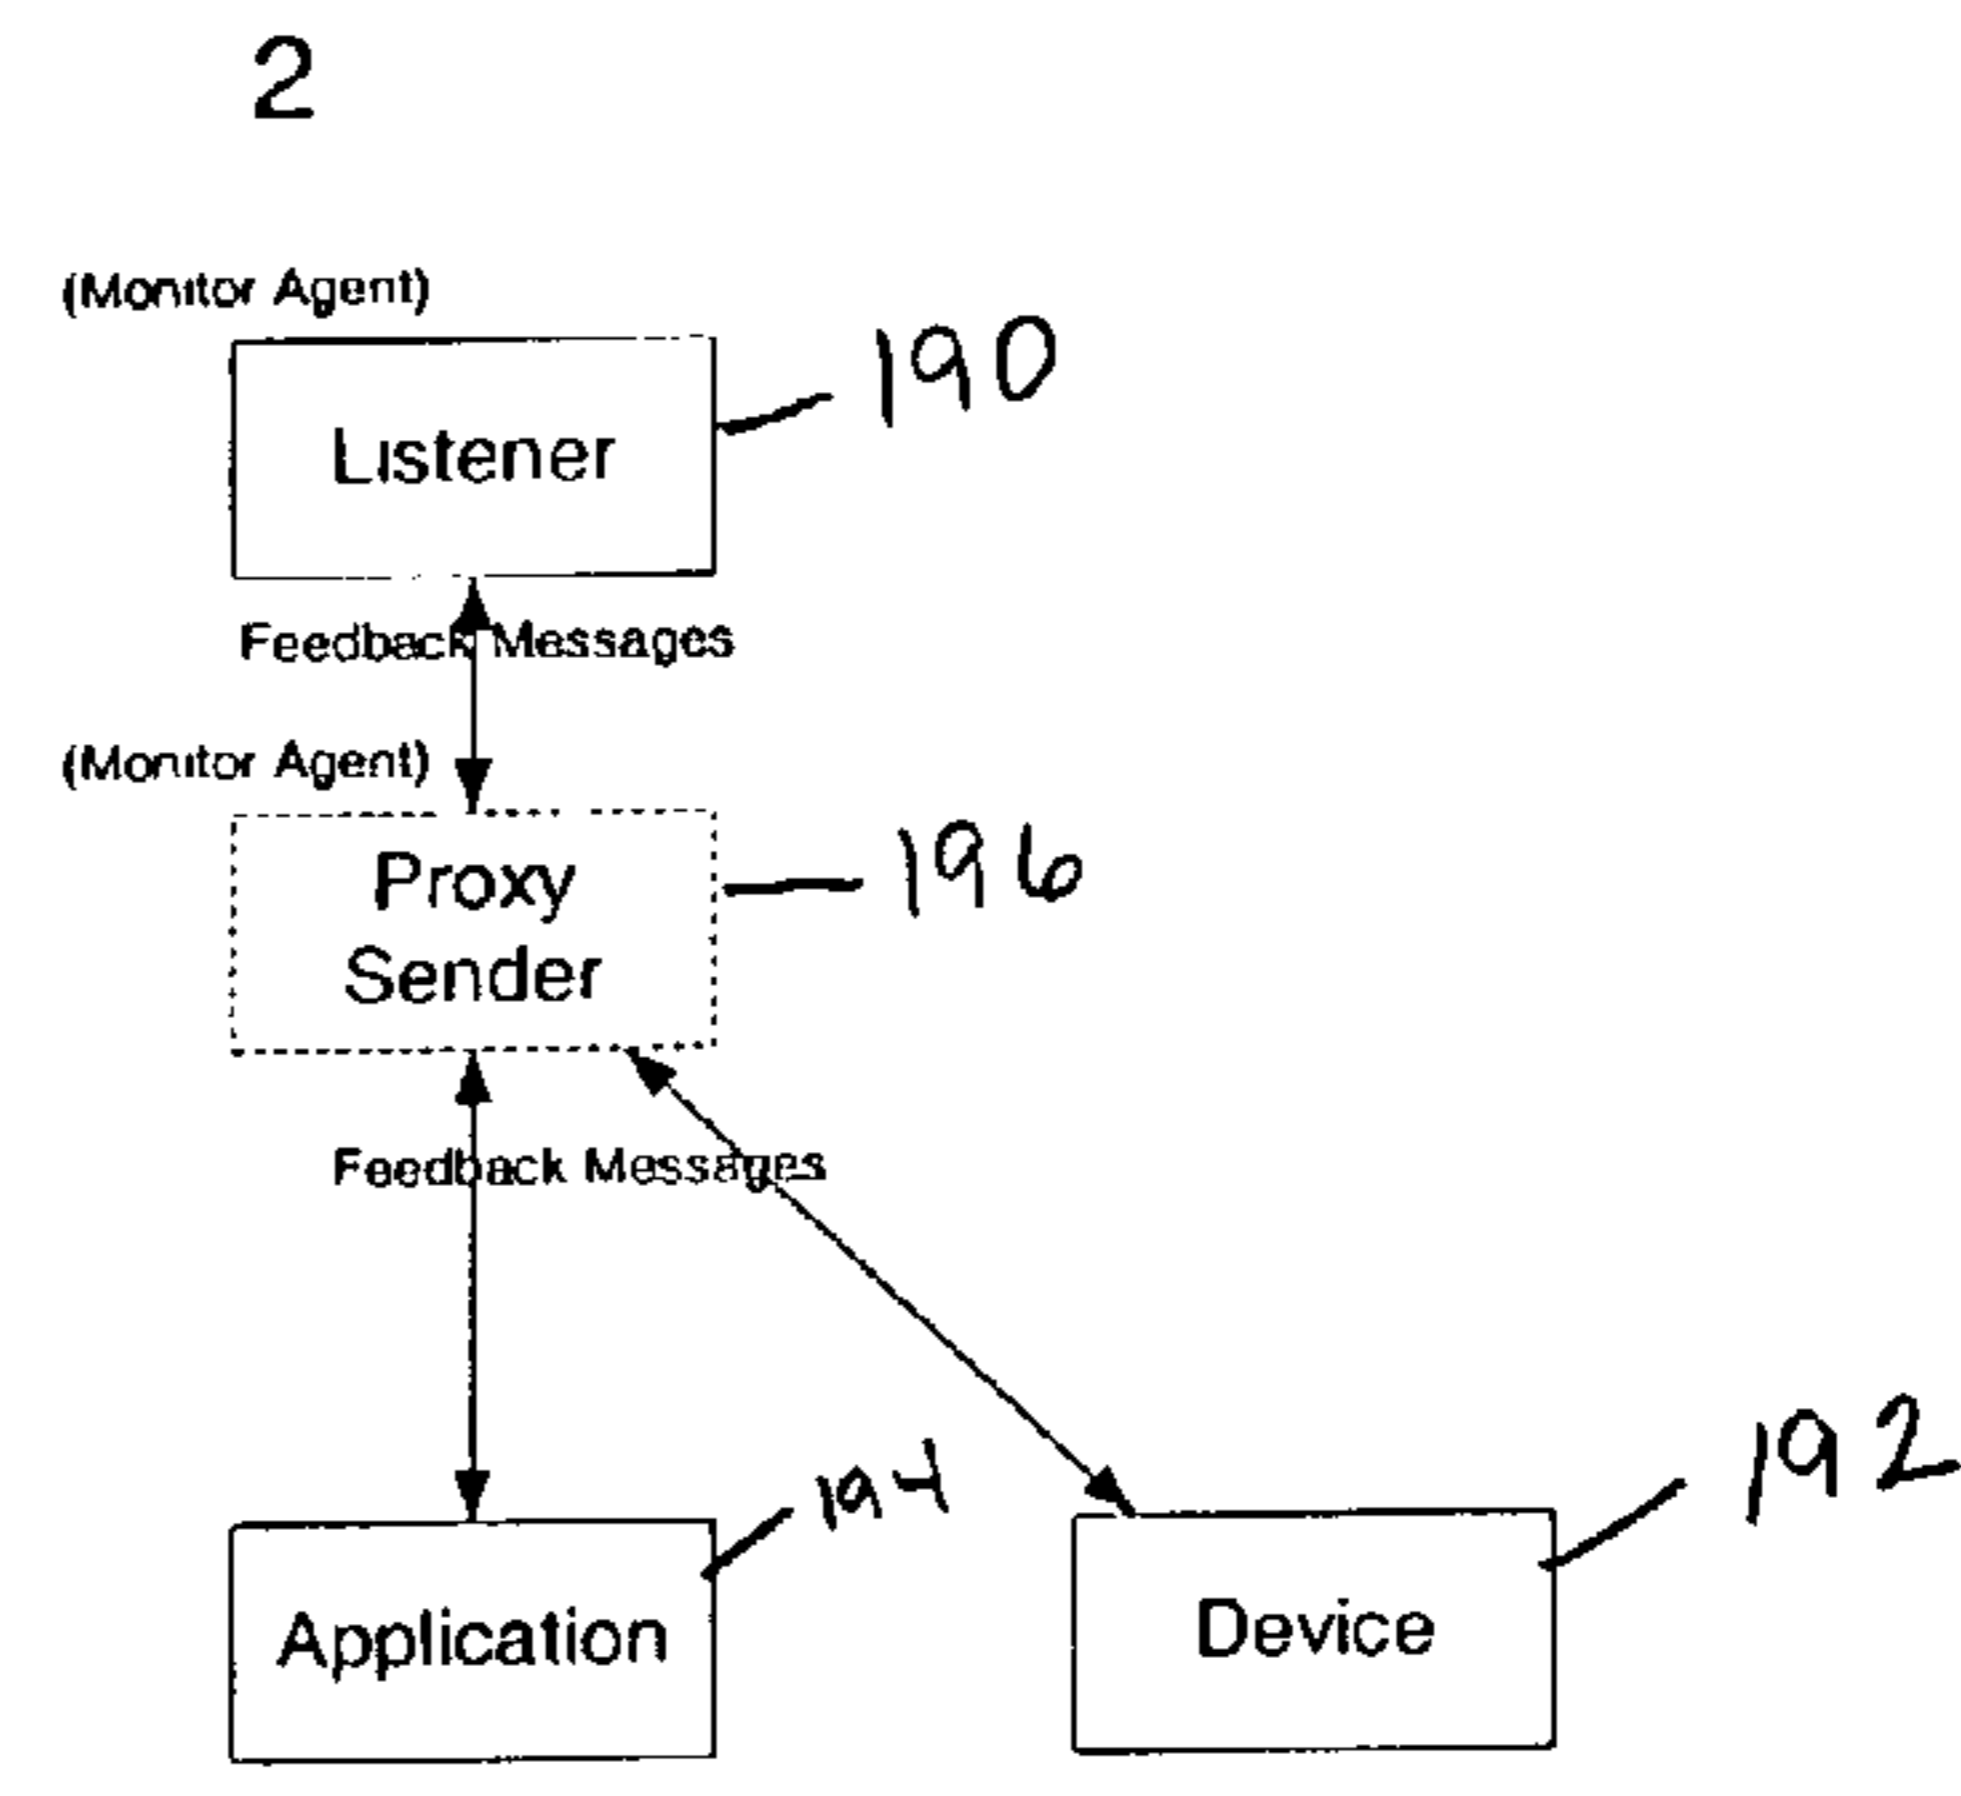 2
(Monitor Agent)
190
Listener
Feedback Messages
(Monitor Agent)
196
Proxy
Sender
Feedback Messages
194
192
Application
Device